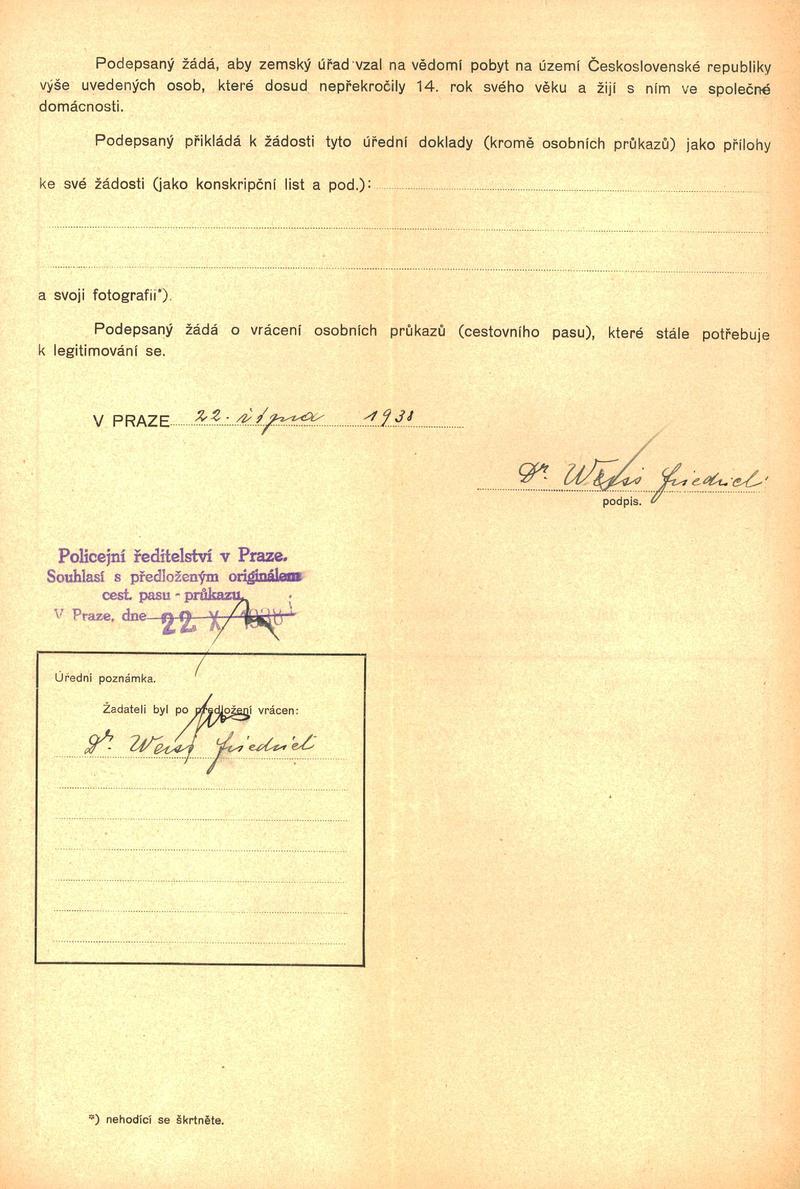 Podepsaný žádá, aby zemský úřad vzal na vědomí pobyt na území Československé republiky
výše uvedených osob, které dosud nepřekročily 14. rok svého věku a žijí s ním ve společné
domácnosti.
Podepsaný přikládá k žádosti tyto úřední doklady (kromě osobních průkazů) jako přílohy
ke své žádosti (jako konskripční list a pod.):
a svoji fotografii*).
Podepsaný žádá o vrácení osobních průkazů (cestovního pasu), které stále potřebuje
k legitimování se.
V PRAZE 22. října 1938
Dr. Weiss Friedrich
podpis.
Policejní ředitelství v Praze.
Souhlasí s předloženým originálem
cest. pasu - průkazu.
V Praze, dne 22 X 1938
Úřední poznámka.
Žadateli byl po předložení vrácen:
Dr. Weiss Friedrich
*) nehodící se škrtněte.